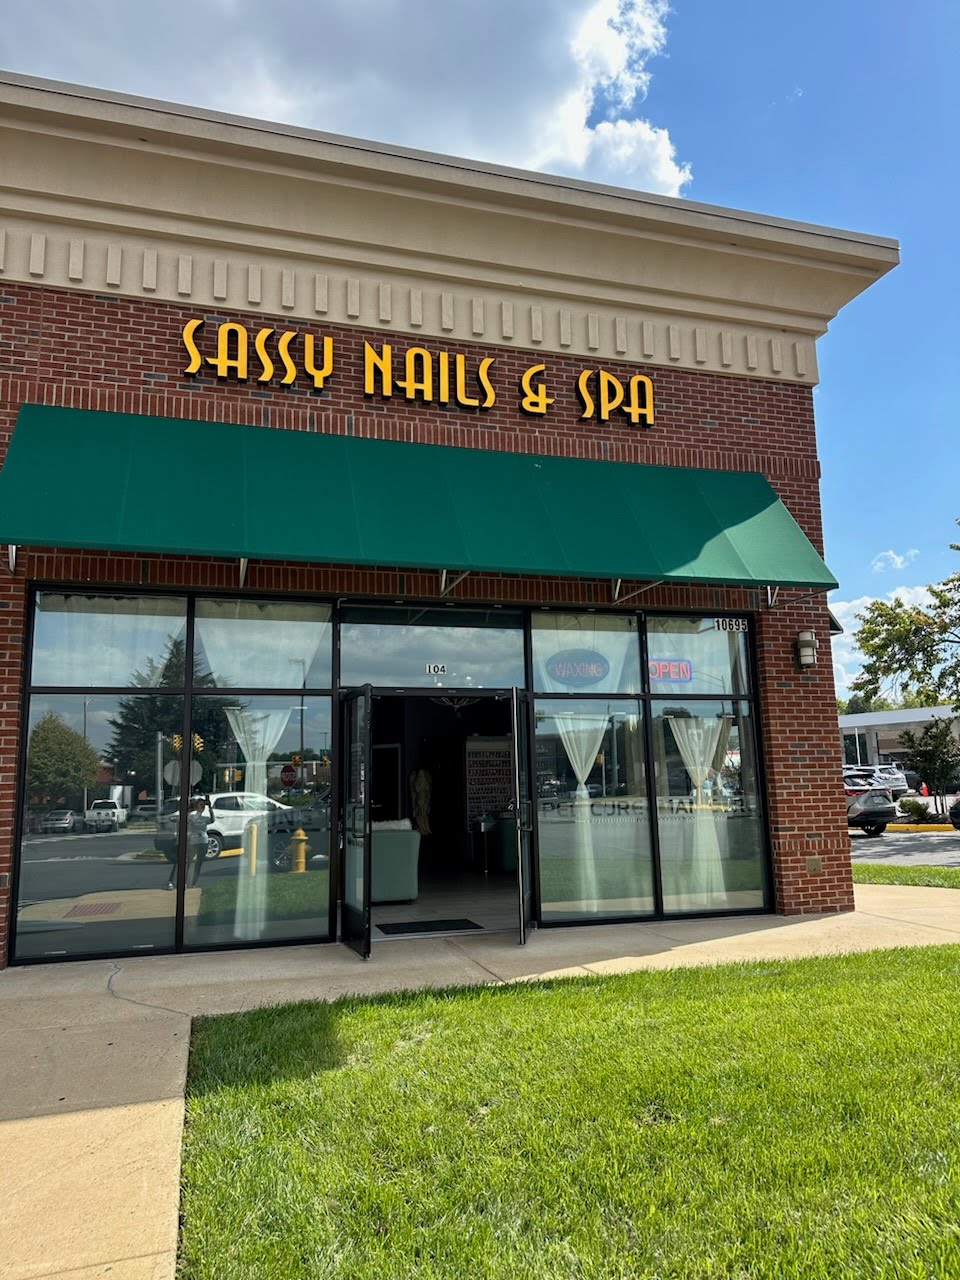 SASSY NAILS & SPA
10695
104
WAXING
OPEN